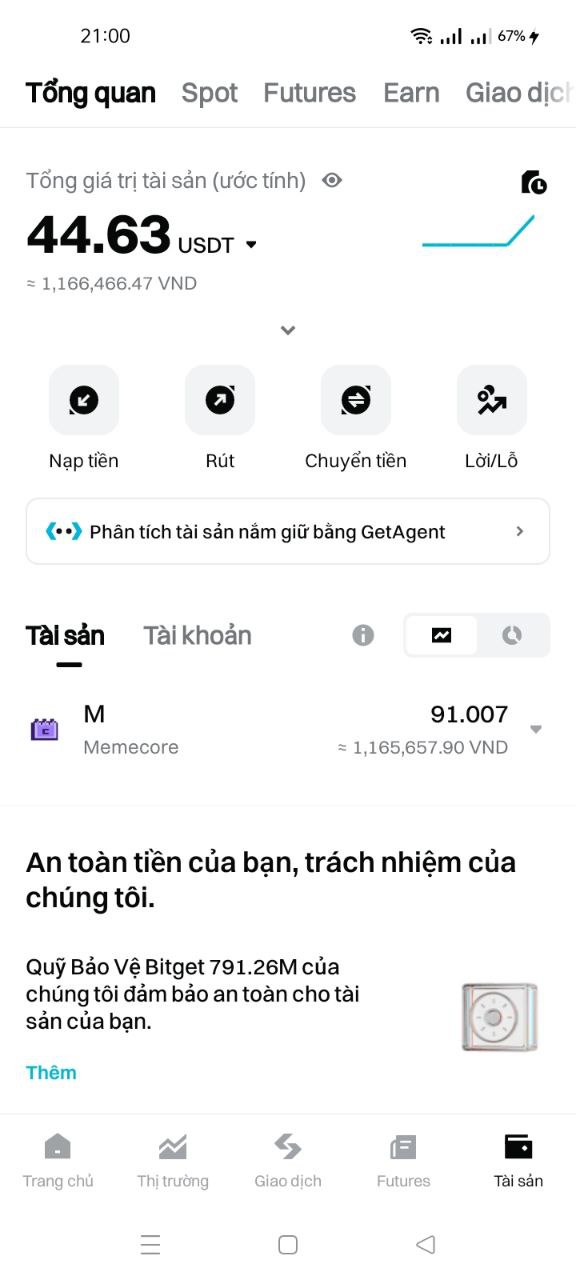 21:00
67%
Tổng quan Spot Futures Earn Giao dịch
Tổng giá trị tài sản (ước tính)
44.63 USDT
≈ 1,166,466.47 VND
Nạp tiền Rút Chuyển tiền Lời/Lỗ
Phân tích tài sản nắm giữ bằng GetAgent
Tài sản Tài khoản
M 91.007
Memecore ≈ 1,165,657.90 VND
An toàn tiền của bạn, trách nhiệm của
chúng tôi.
Quỹ Bảo Vệ Bitget 791.26M của
chúng tôi đảm bảo an toàn cho tài
sản của bạn.
Thêm
Trang chủ Thị trường Giao dịch Futures Tài sản